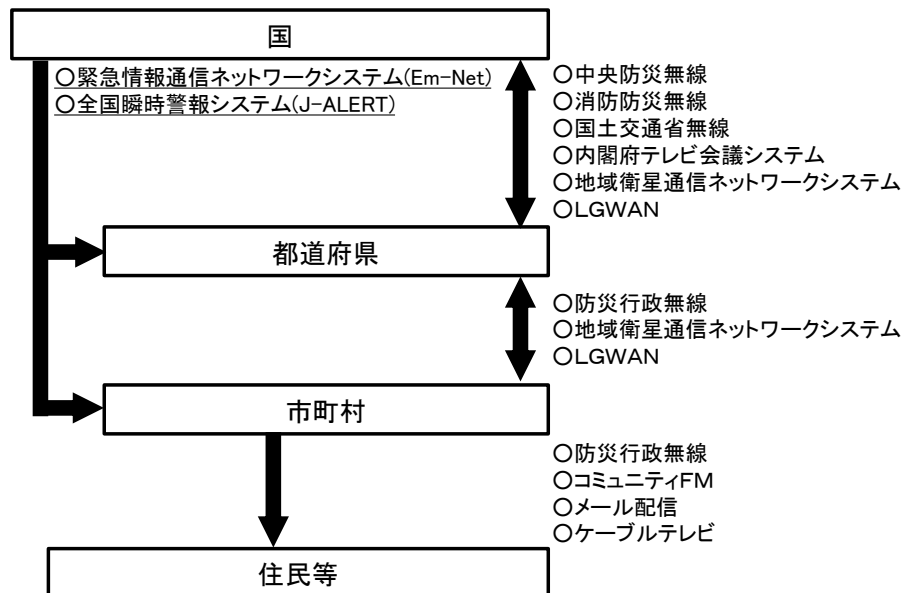 国
○緊急情報通信ネットワークシステム(Em-Net)
○全国瞬時警報システム(J-ALERT)
○中央防災無線
○消防防災無線
○国土交通省無線
○内閣府テレビ会議システム
○地域衛星通信ネットワークシステム
○LGWAN
都道府県
○防災行政無線
○地域衛星通信ネットワークシステム
○LGWAN
市町村
○防災行政無線
○コミュニティFM
○メール配信
○ケーブルテレビ
住民等